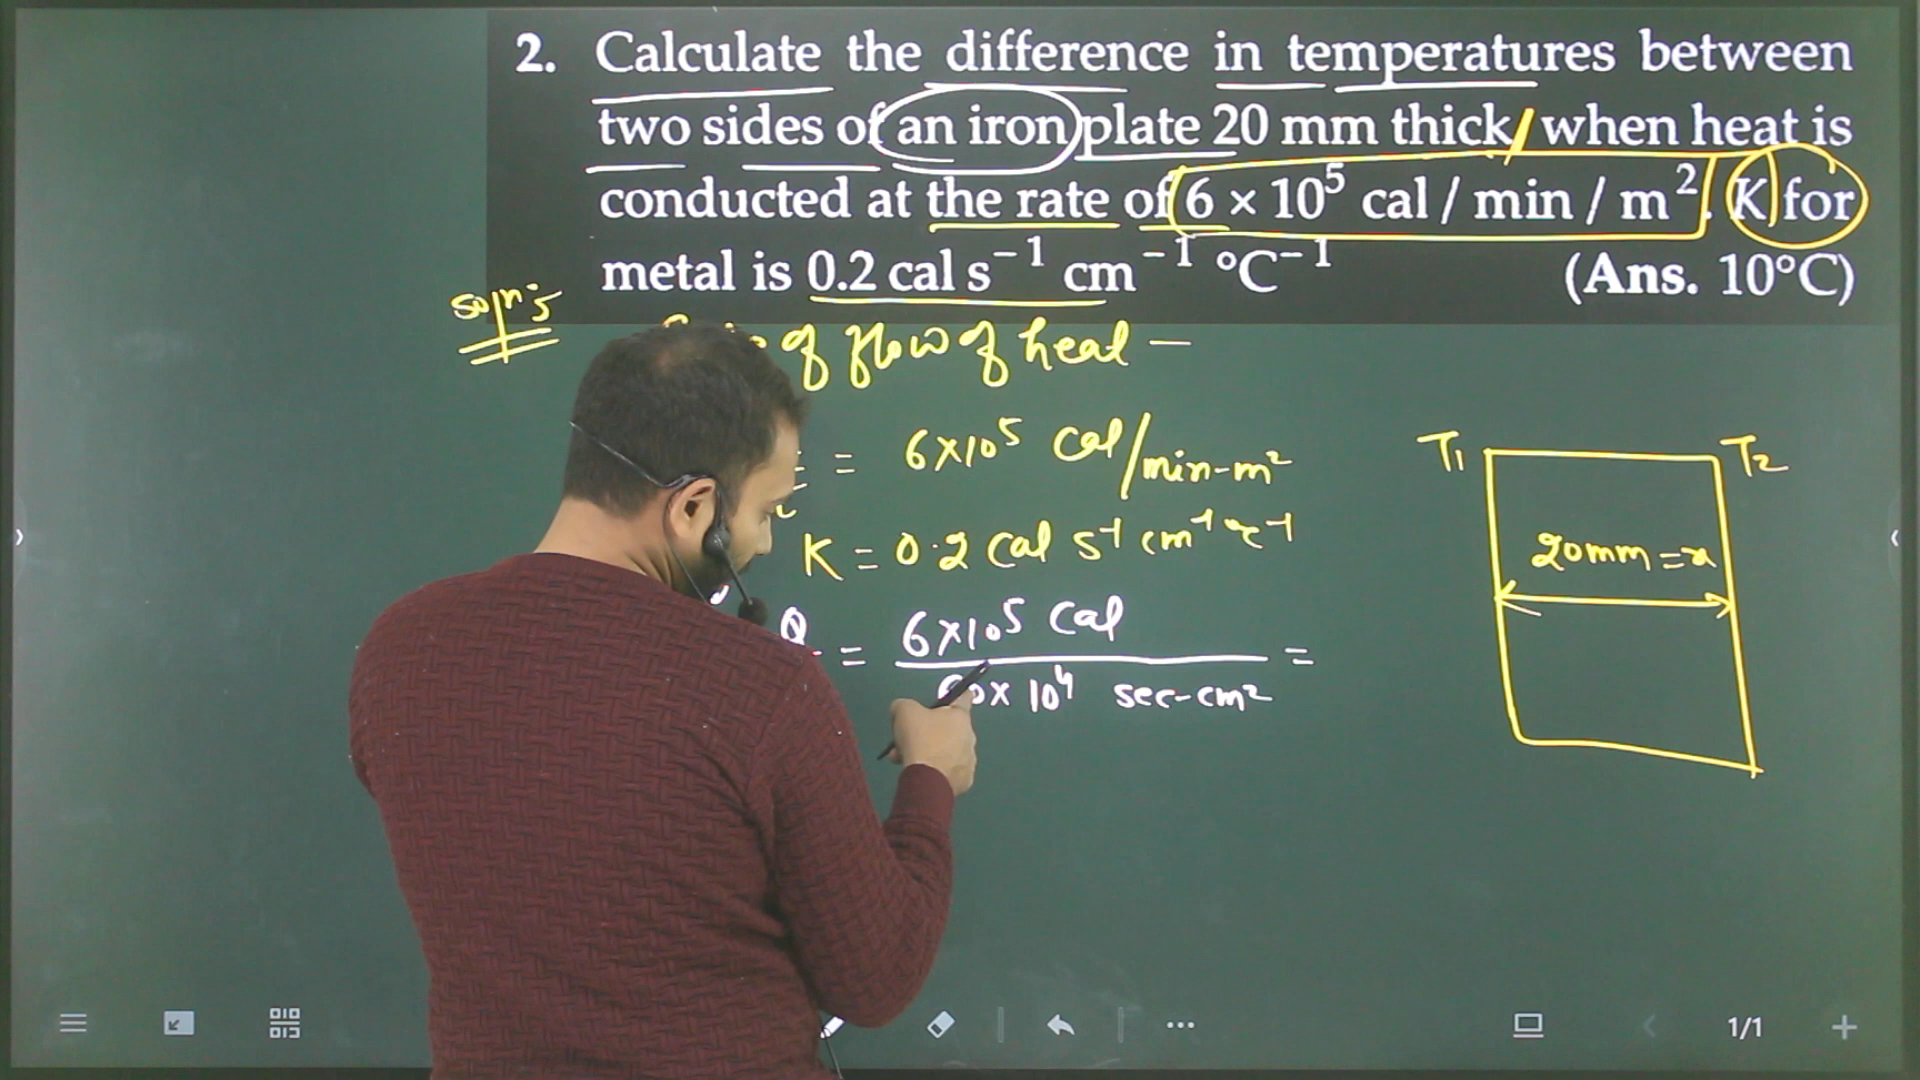 2. Calculate the difference in temperatures between
two sides of an iron plate 20 mm thick when heat is
conducted at the rate of 6 × 10⁵ cal / min / m². K for
metal is 0.2 cal s⁻¹ cm⁻¹ °C⁻¹ (Ans. 10°C)
Soln:
of flow of heat —
= 6×10⁵ Cal/min-m²
K = 0.2 Cal s⁻¹ cm⁻¹ °c⁻¹
Q = 6×10⁵ Cal =
60× 10⁴ sec-cm²
T₁ T₂
20mm = x
1/1